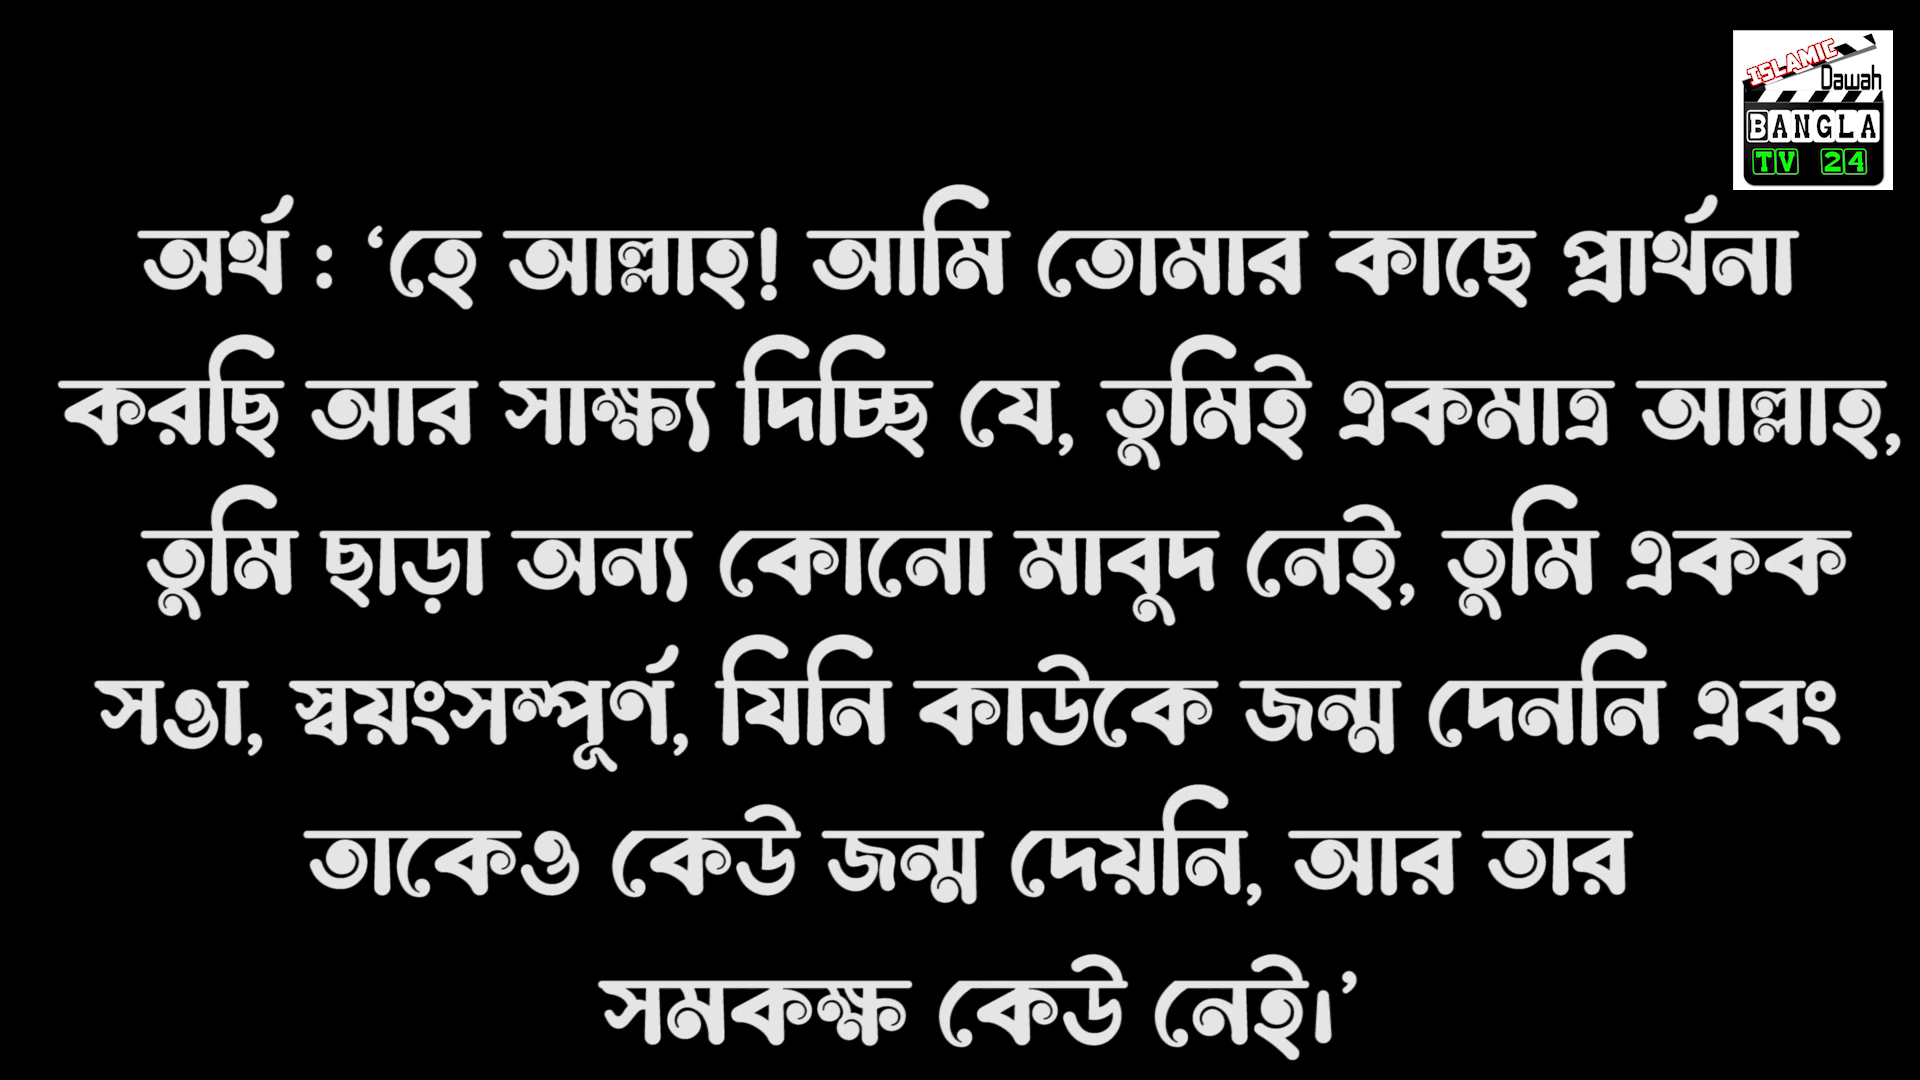 ISLAMIC
Dawah
BANGLA
TV 24
অর্থ : ‘হে আল্লাহ! আমি তোমার কাছে প্রার্থনা
করছি আর সাক্ষ্য দিচ্ছি যে, তুমিই একমাত্র আল্লাহ,
তুমি ছাড়া অন্য কোনো মাবুদ নেই, তুমি একক
সত্তা, স্বয়ংসম্পূর্ণ, যিনি কাউকে জন্ম দেননি এবং
তাকেও কেউ জন্ম দেয়নি, আর তার
সমকক্ষ কেউ নেই।’